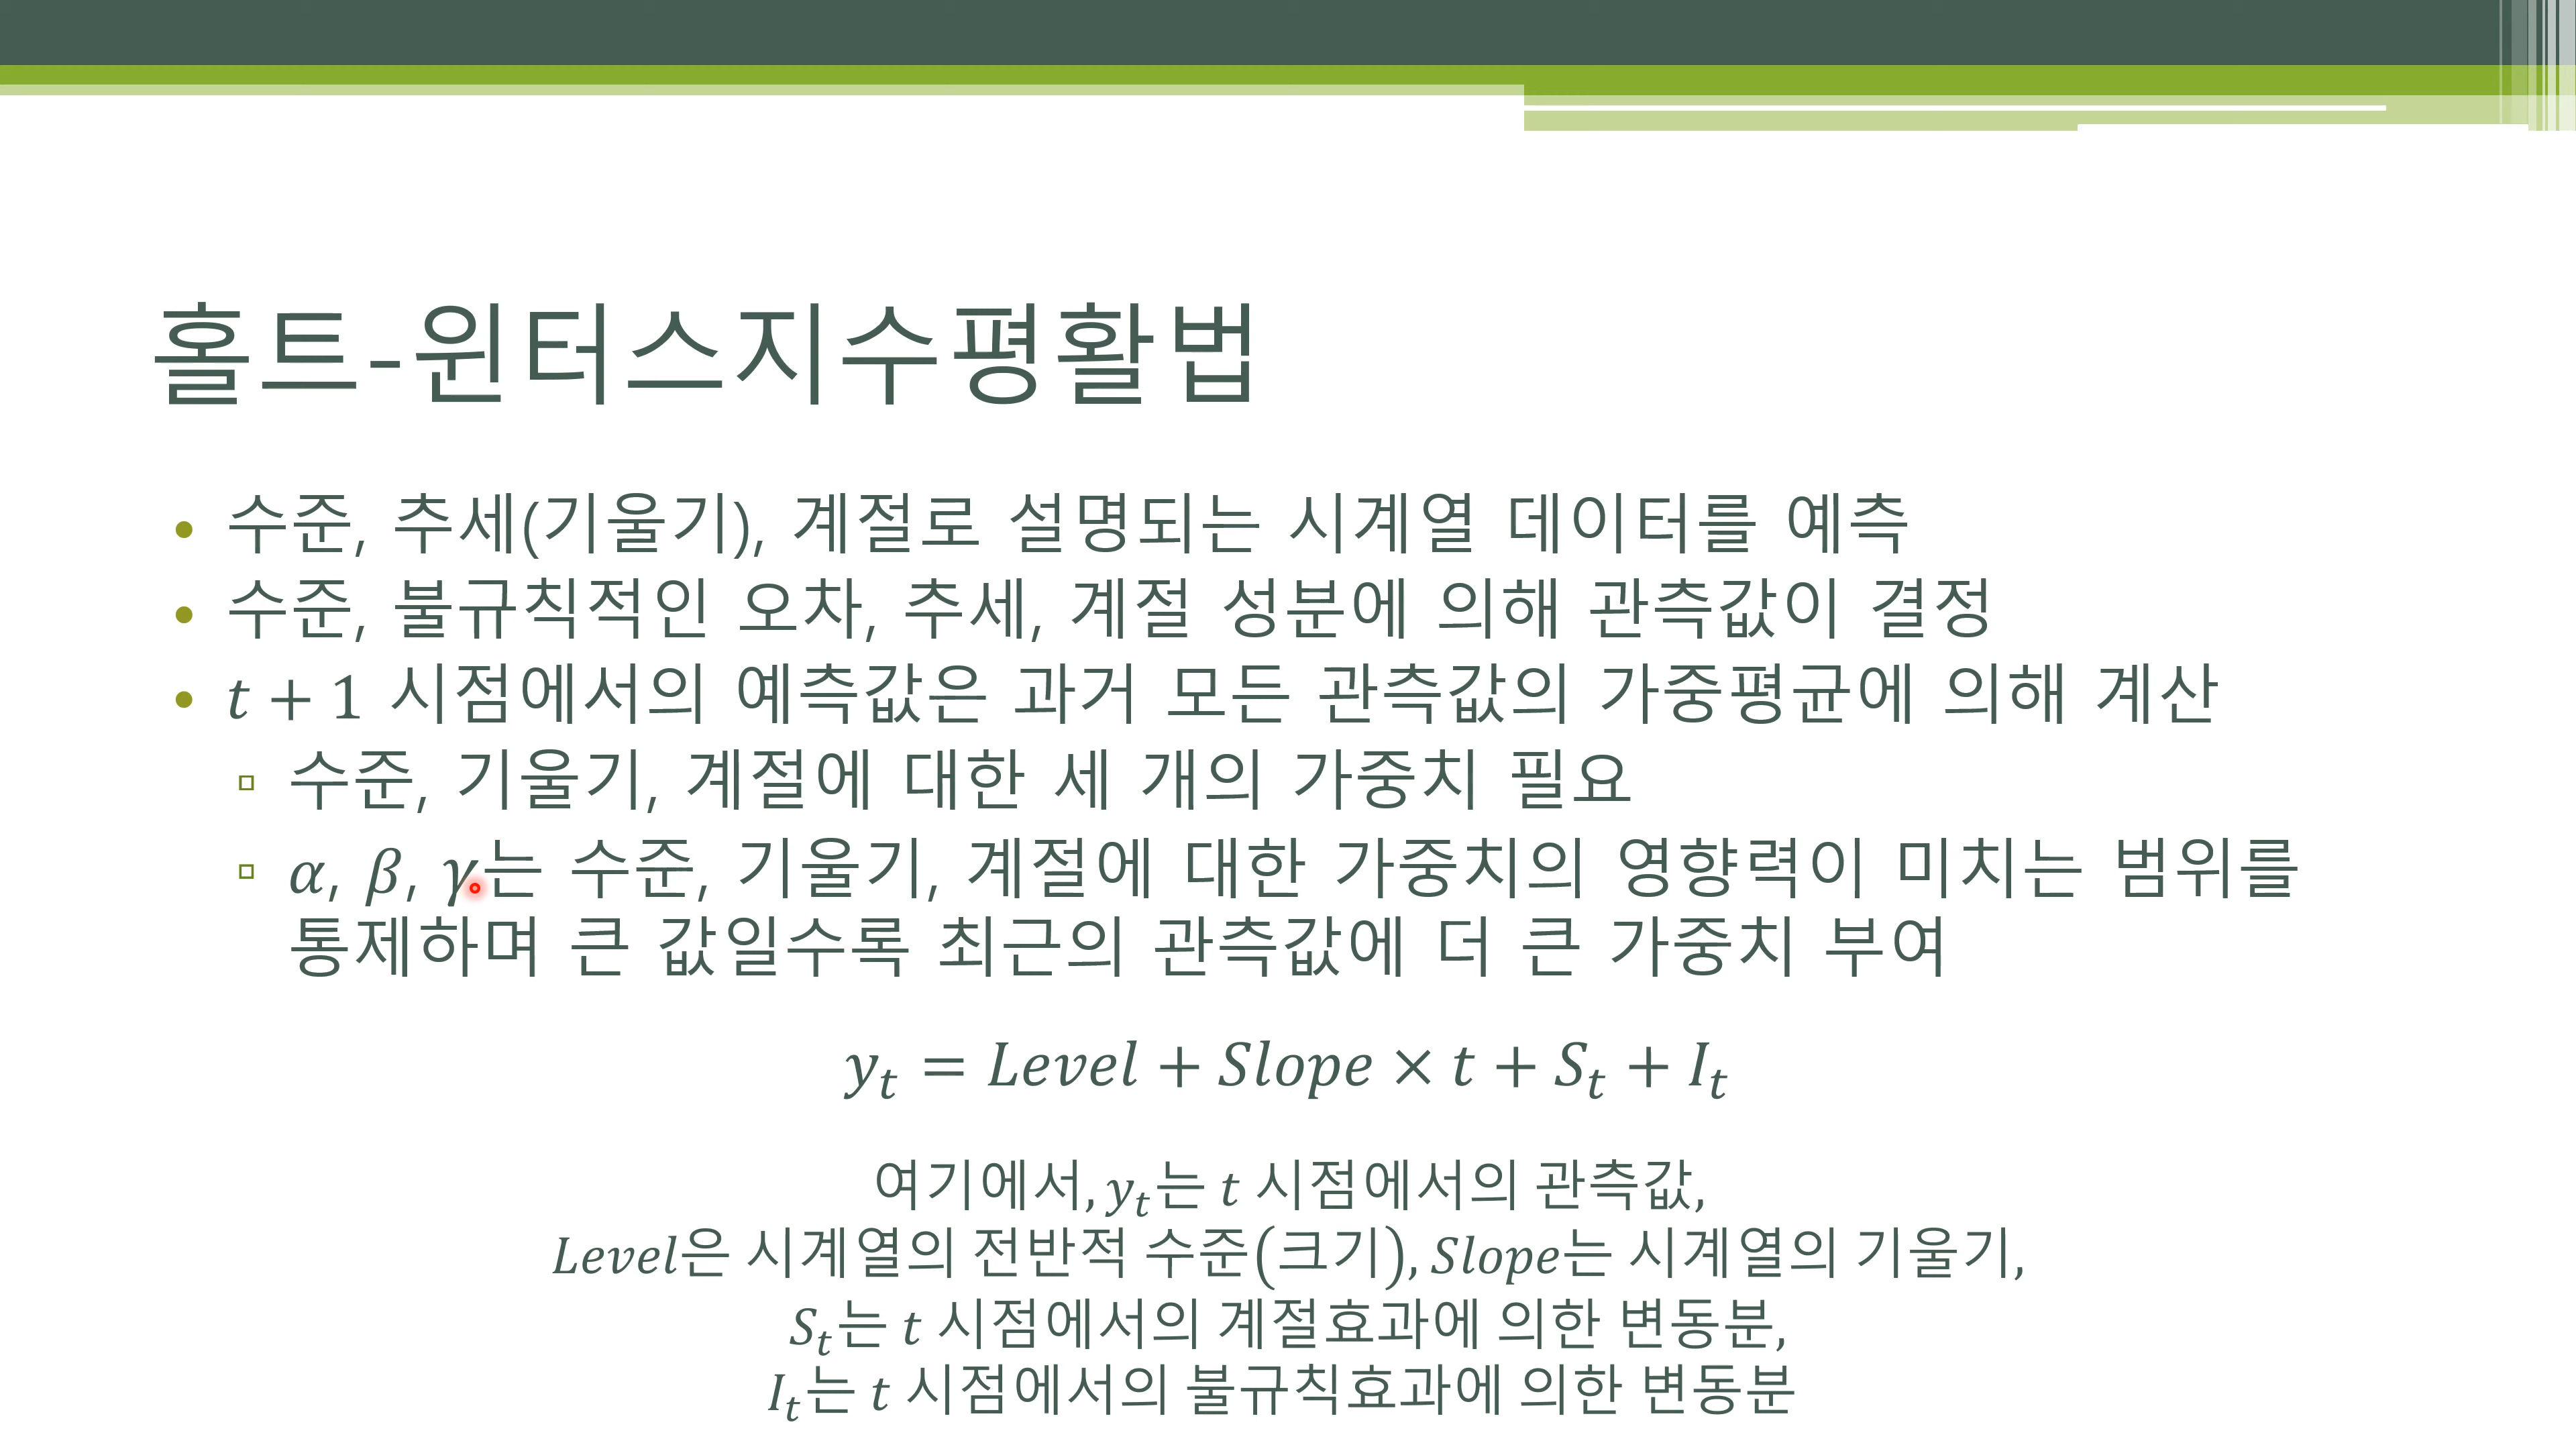 홀트-윈터스지수평활법
• 수준, 추세(기울기), 계절로 설명되는 시계열 데이터를 예측
• 수준, 불규칙적인 오차, 추세, 계절 성분에 의해 관측값이 결정
• t + 1 시점에서의 예측값은 과거 모든 관측값의 가중평균에 의해 계산
▫ 수준, 기울기, 계절에 대한 세 개의 가중치 필요
▫ α, β, γ는 수준, 기울기, 계절에 대한 가중치의 영향력이 미치는 범위를
통제하며 큰 값일수록 최근의 관측값에 더 큰 가중치 부여
y_t = Level + Slope × t + S_t + I_t
여기에서, y_t는 t 시점에서의 관측값,
Level은 시계열의 전반적 수준(크기), Slope는 시계열의 기울기,
S_t는 t 시점에서의 계절효과에 의한 변동분,
I_t는 t 시점에서의 불규칙효과에 의한 변동분